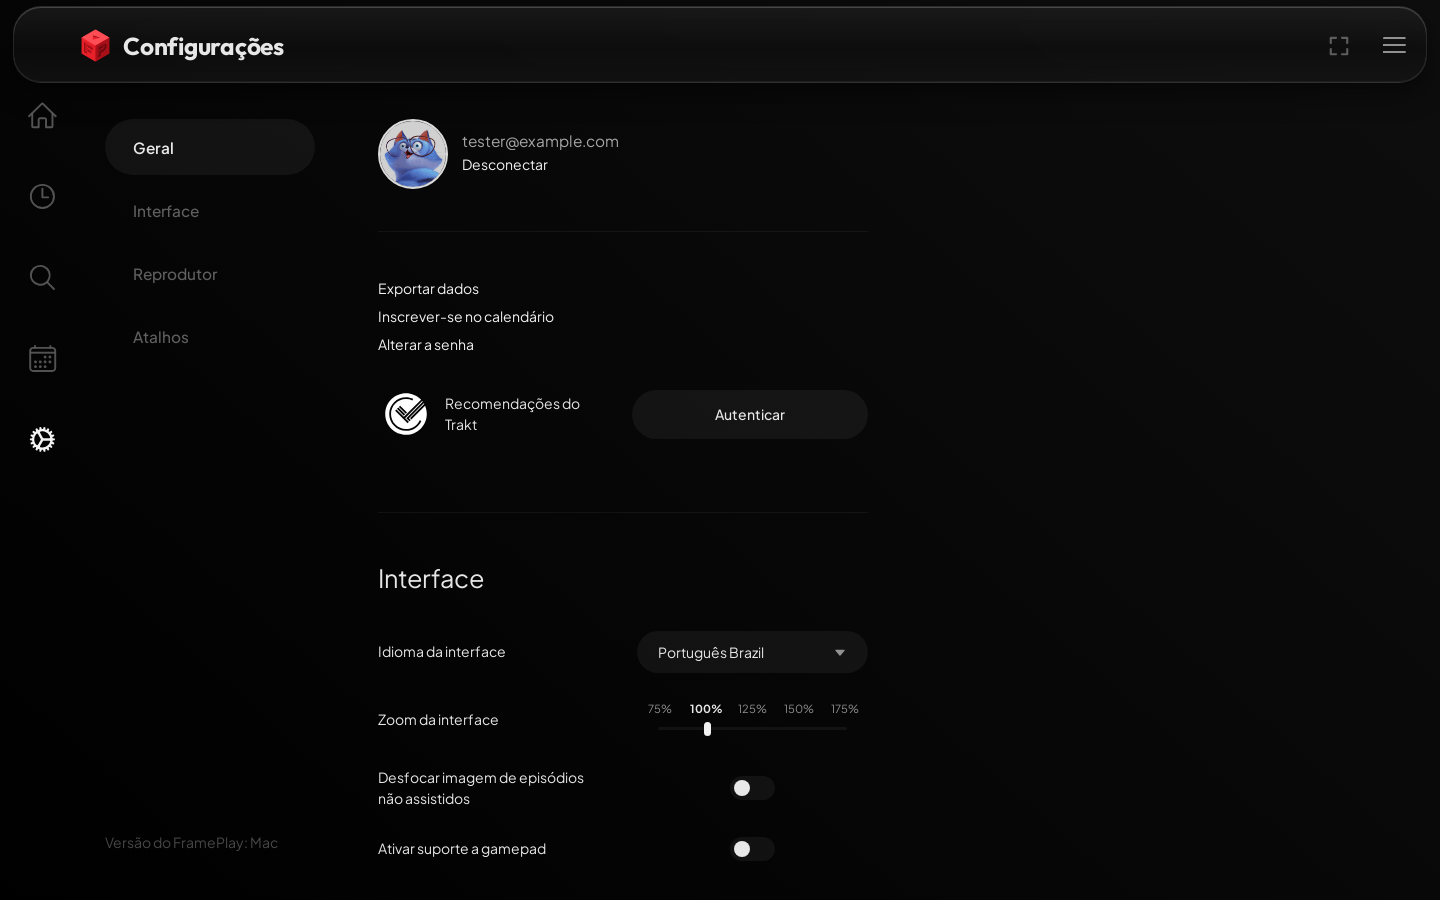 Configurações
Geral
Interface
Reprodutor
Atalhos
Versão do FramePlay: Mac
tester@example.com
Desconectar
Exportar dados
Inscrever-se no calendário
Alterar a senha
Recomendações do
Trakt
Autenticar
Interface
Idioma da interface
Português Brazil
Zoom da interface
75% 100% 125% 150% 175%
Desfocar imagem de episódios
não assistidos
Ativar suporte a gamepad